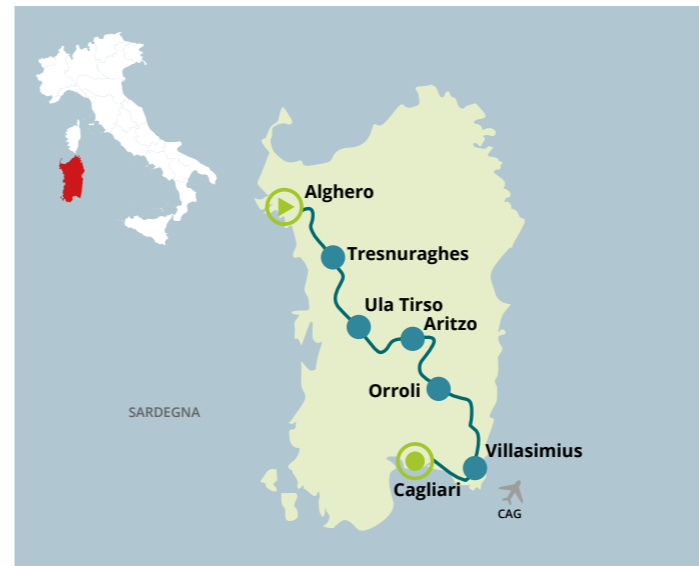 Alghero
Tresnuraghes
Ula Tirso
Aritzo
Orroli
SARDEGNA
Villasimius
Cagliari
CAG